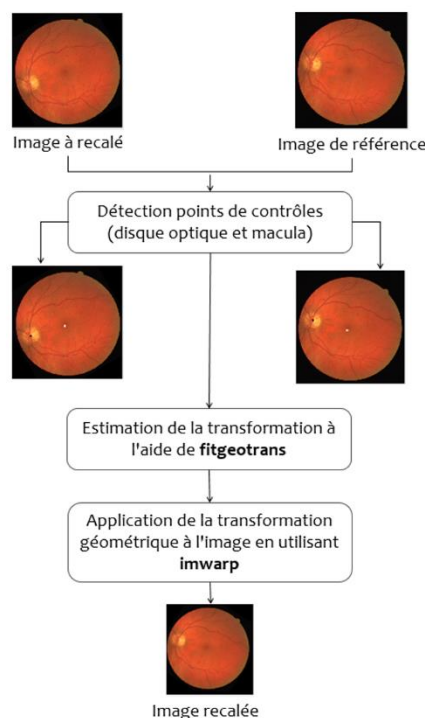 Image à recalé
Image de référence
Détection points de contrôles
(disque optique et macula)
Estimation de la transformation à
l'aide de fitgeotrans
Application de la transformation
géométrique à l'image en utilisant
imwarp
Image recalée